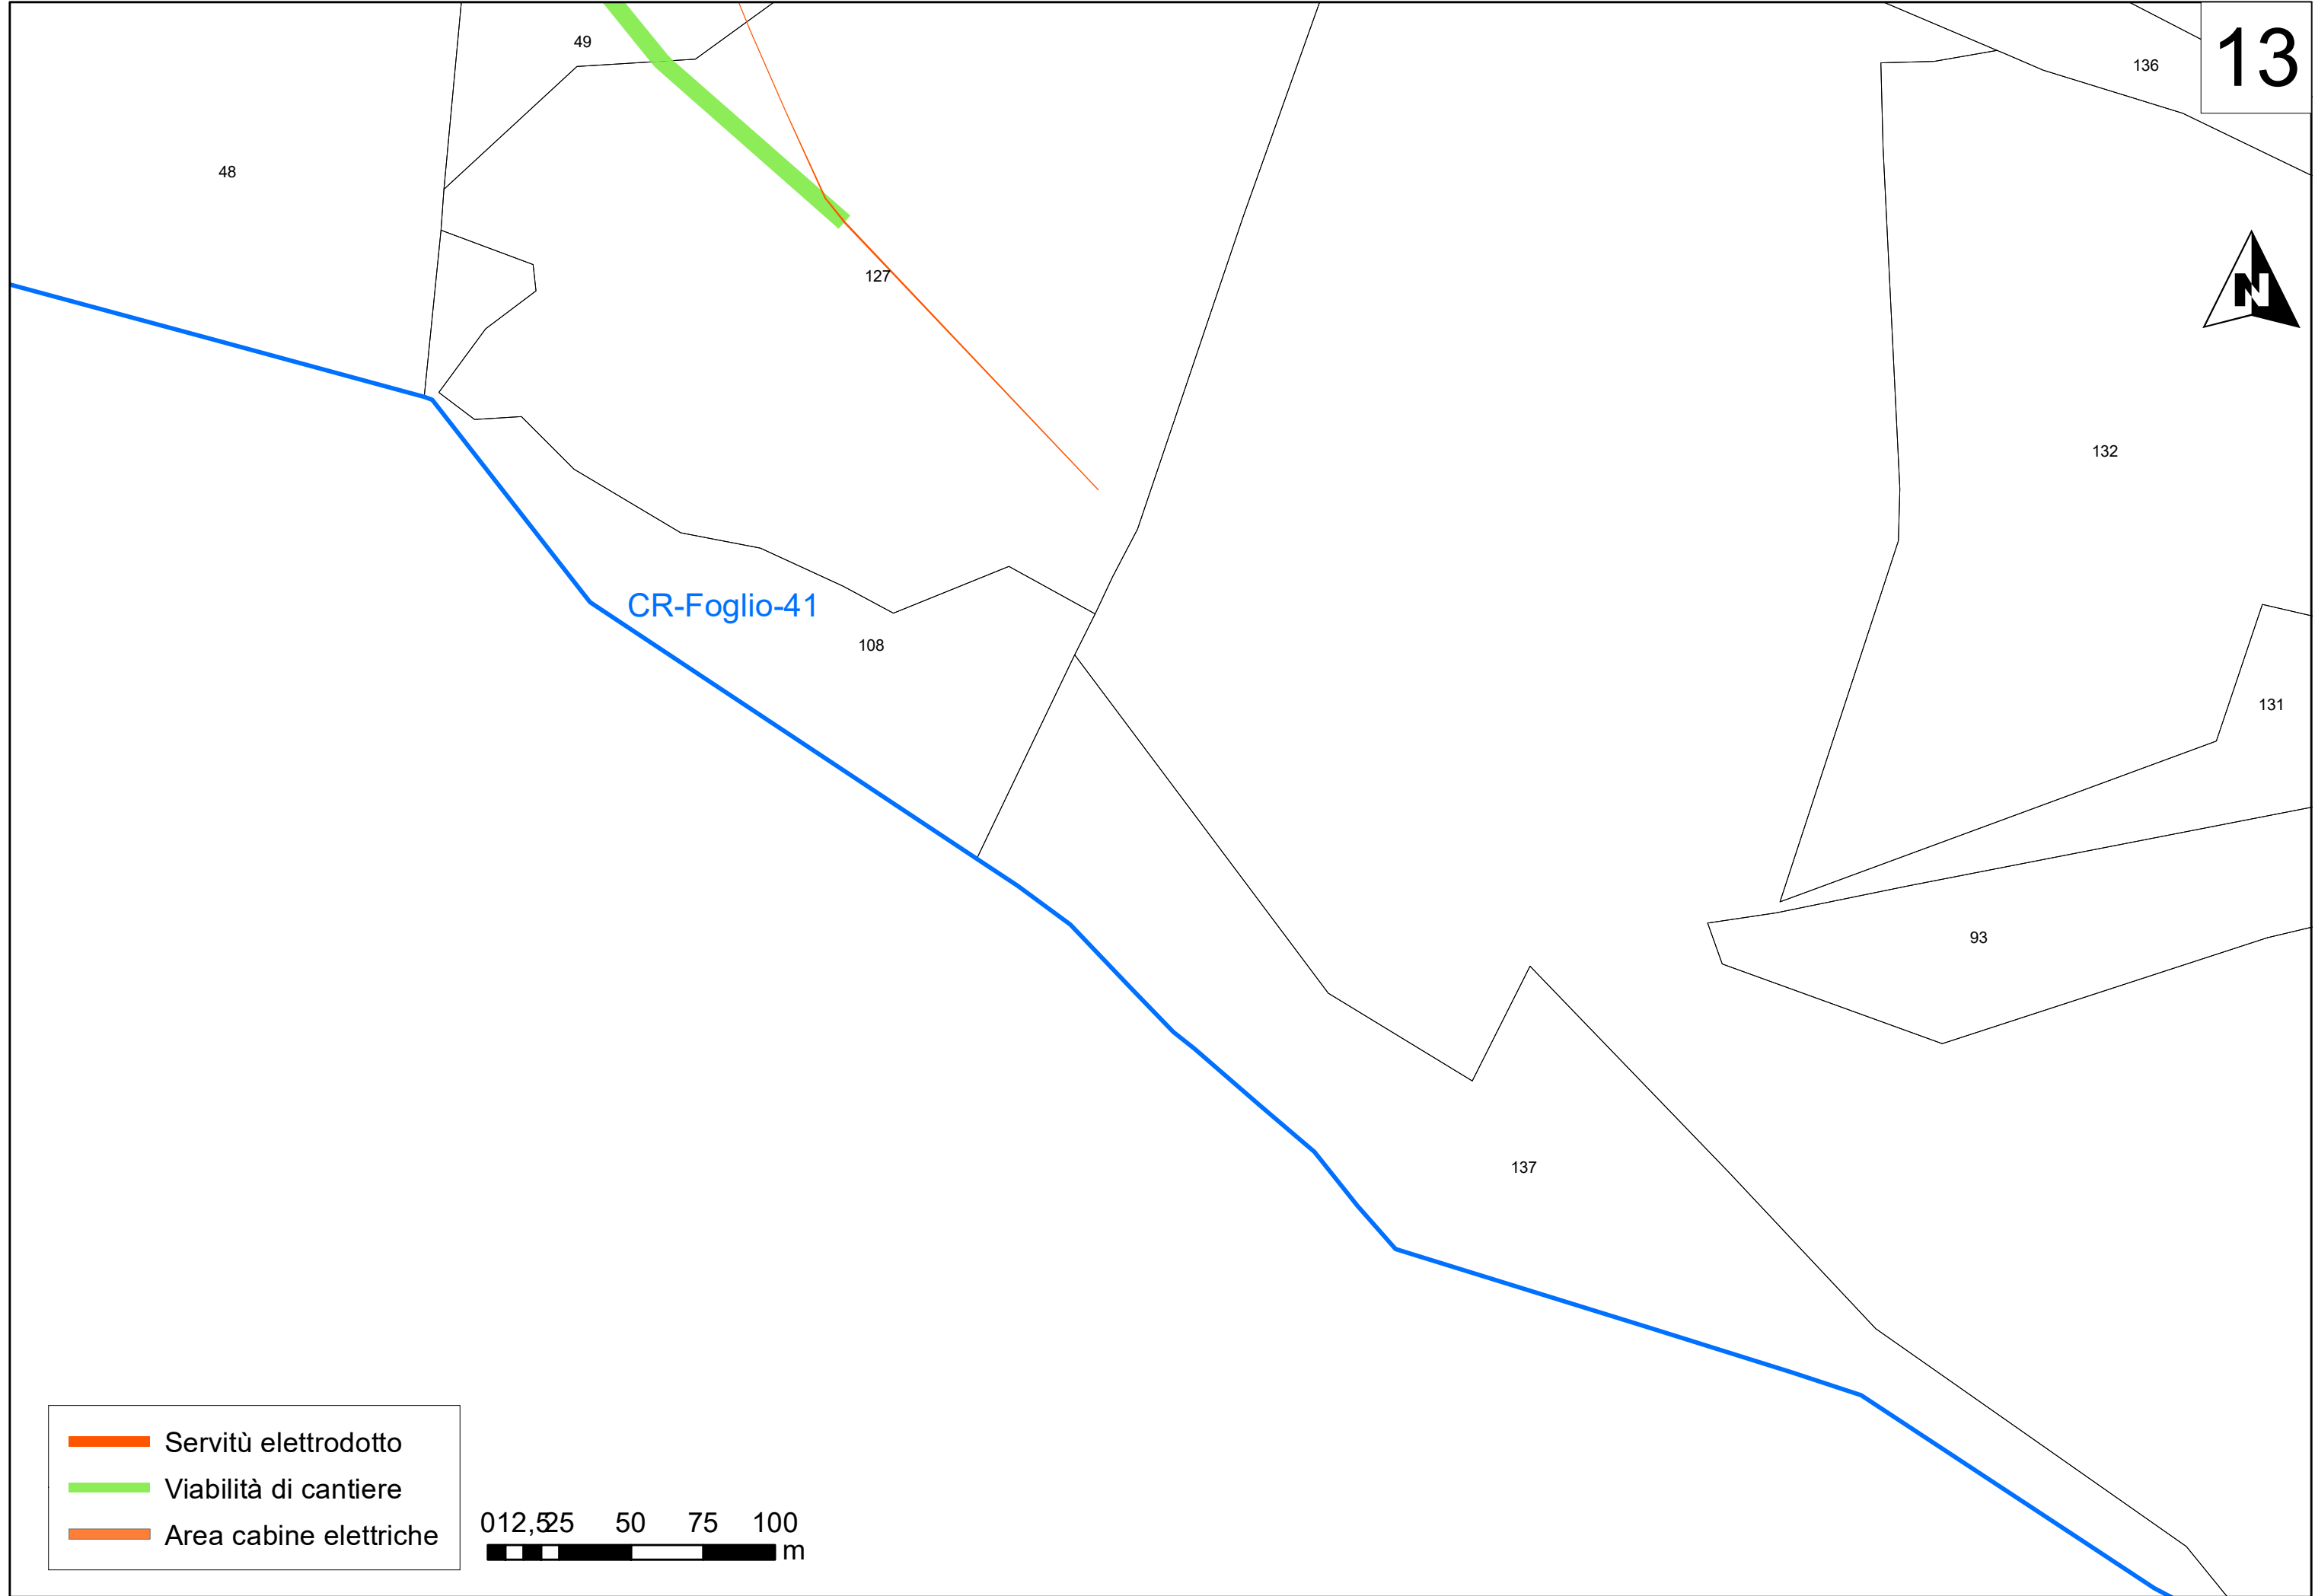 13
49
136
48
N
127
132
CR-Foglio-41
108
131
93
137
Servitù elettrodotto
Viabilità di cantiere
Area cabine elettriche
0 12,5 25 50 75 100
m